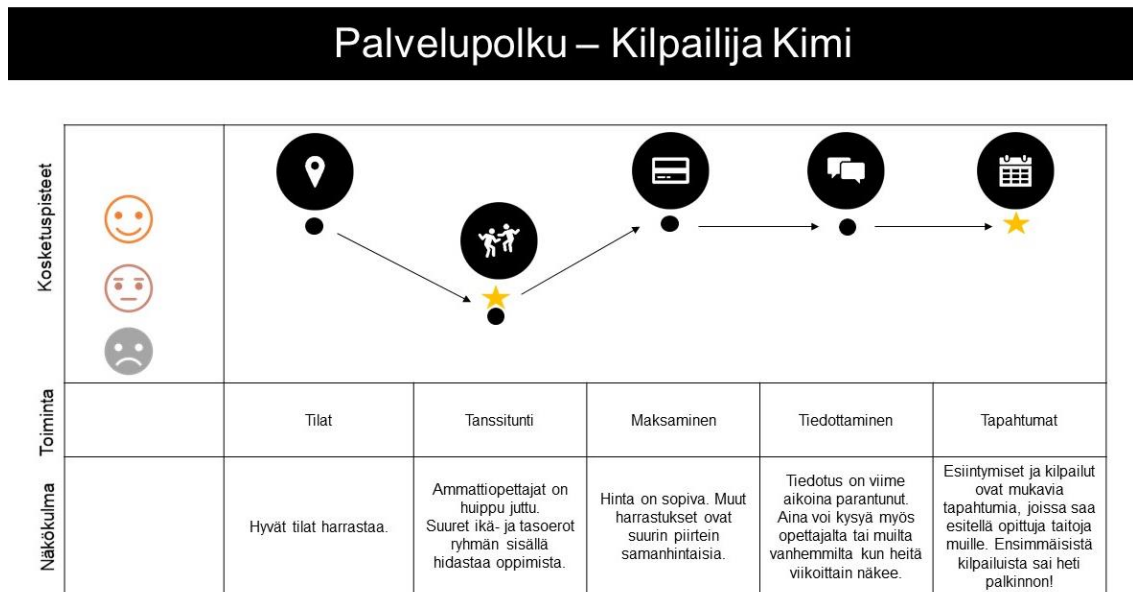 Palvelupolku – Kilpailija Kimi
Kosketuspisteet
Toiminta
Tilat
Tanssitunti
Maksaminen
Tiedottaminen
Tapahtumat
Näkökulma
Hyvät tilat harrastaa.
Ammattiopettajat on
huippu juttu.
Suuret ikä- ja tasoerot
ryhmän sisällä
hidastaa oppimista.
Hinta on sopiva. Muut
harrastukset ovat
suurin piirtein
samanhintaisia.
Tiedotus on viime
aikoina parantunut.
Aina voi kysyä myös
opettajalta tai muilta
vanhemmilta kun heitä
viikoittain näkee.
Esiintymiset ja kilpailut
ovat mukavia
tapahtumia, joissa saa
esitellä opittuja taitoja
muille. Ensimmäisistä
kilpailuista sai heti
palkinnon!